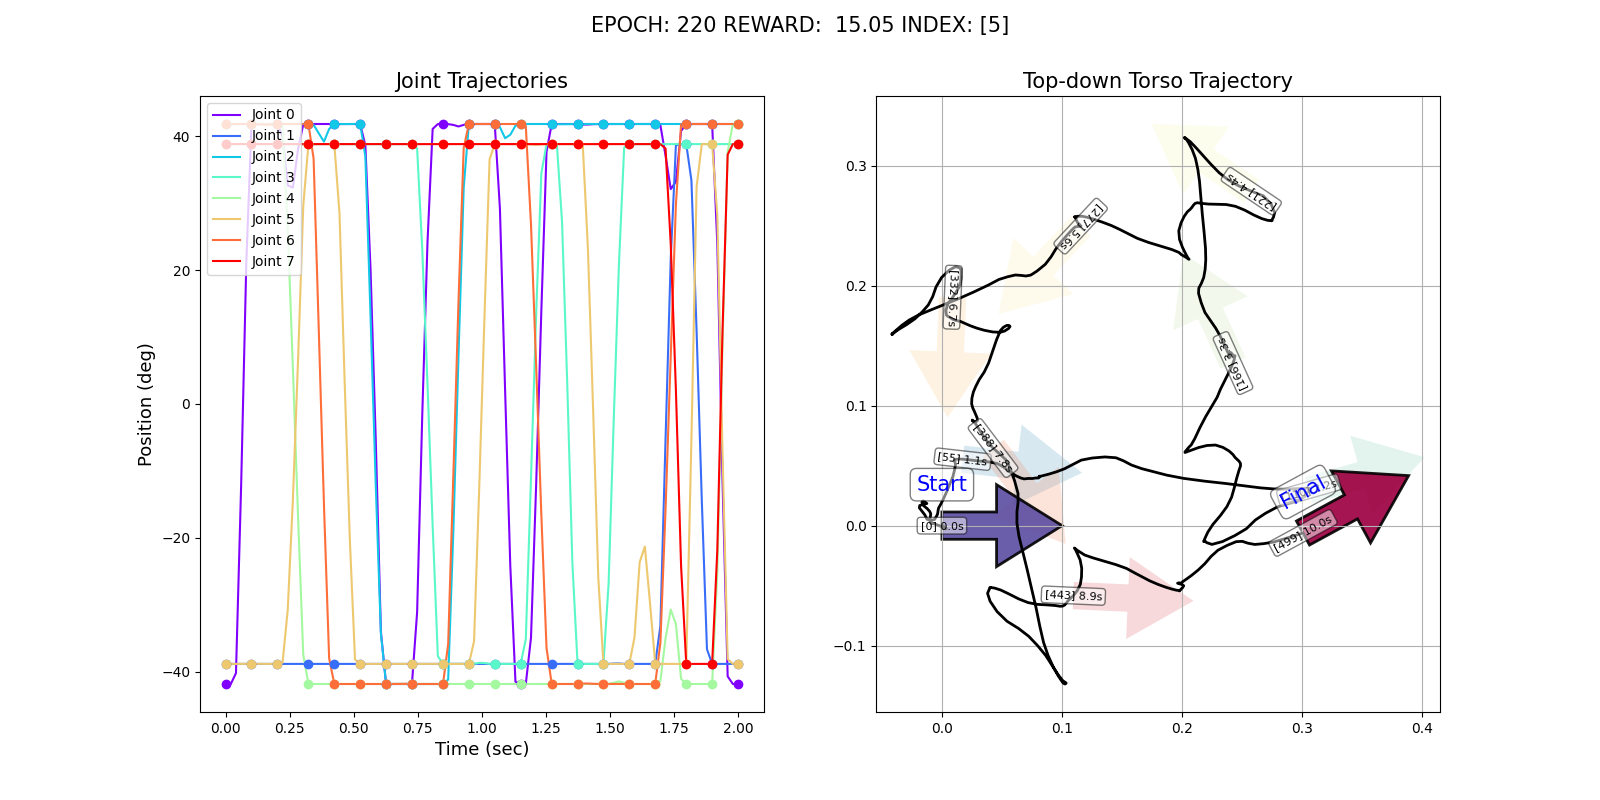 EPOCH: 220 REWARD:  15.05 INDEX: [5]
Joint Trajectories
Position (deg)
40
20
0
−20
−40
Joint 0
Joint 1
Joint 2
Joint 3
Joint 4
Joint 5
Joint 6
Joint 7
0.00 0.25 0.50 0.75 1.00 1.25 1.50 1.75 2.00
Time (sec)
Top-down Torso Trajectory
0.3
0.2
0.1
0.0
−0.1
[221] 4.4s
[277] 5.6s
[332] 6.7s
[166] 3.3s
[388] 7.8s
[55] 1.1s
Start
Final
2s
[0] 0.0s
[499] 10.0s
[443] 8.9s
0.0 0.1 0.2 0.3 0.4